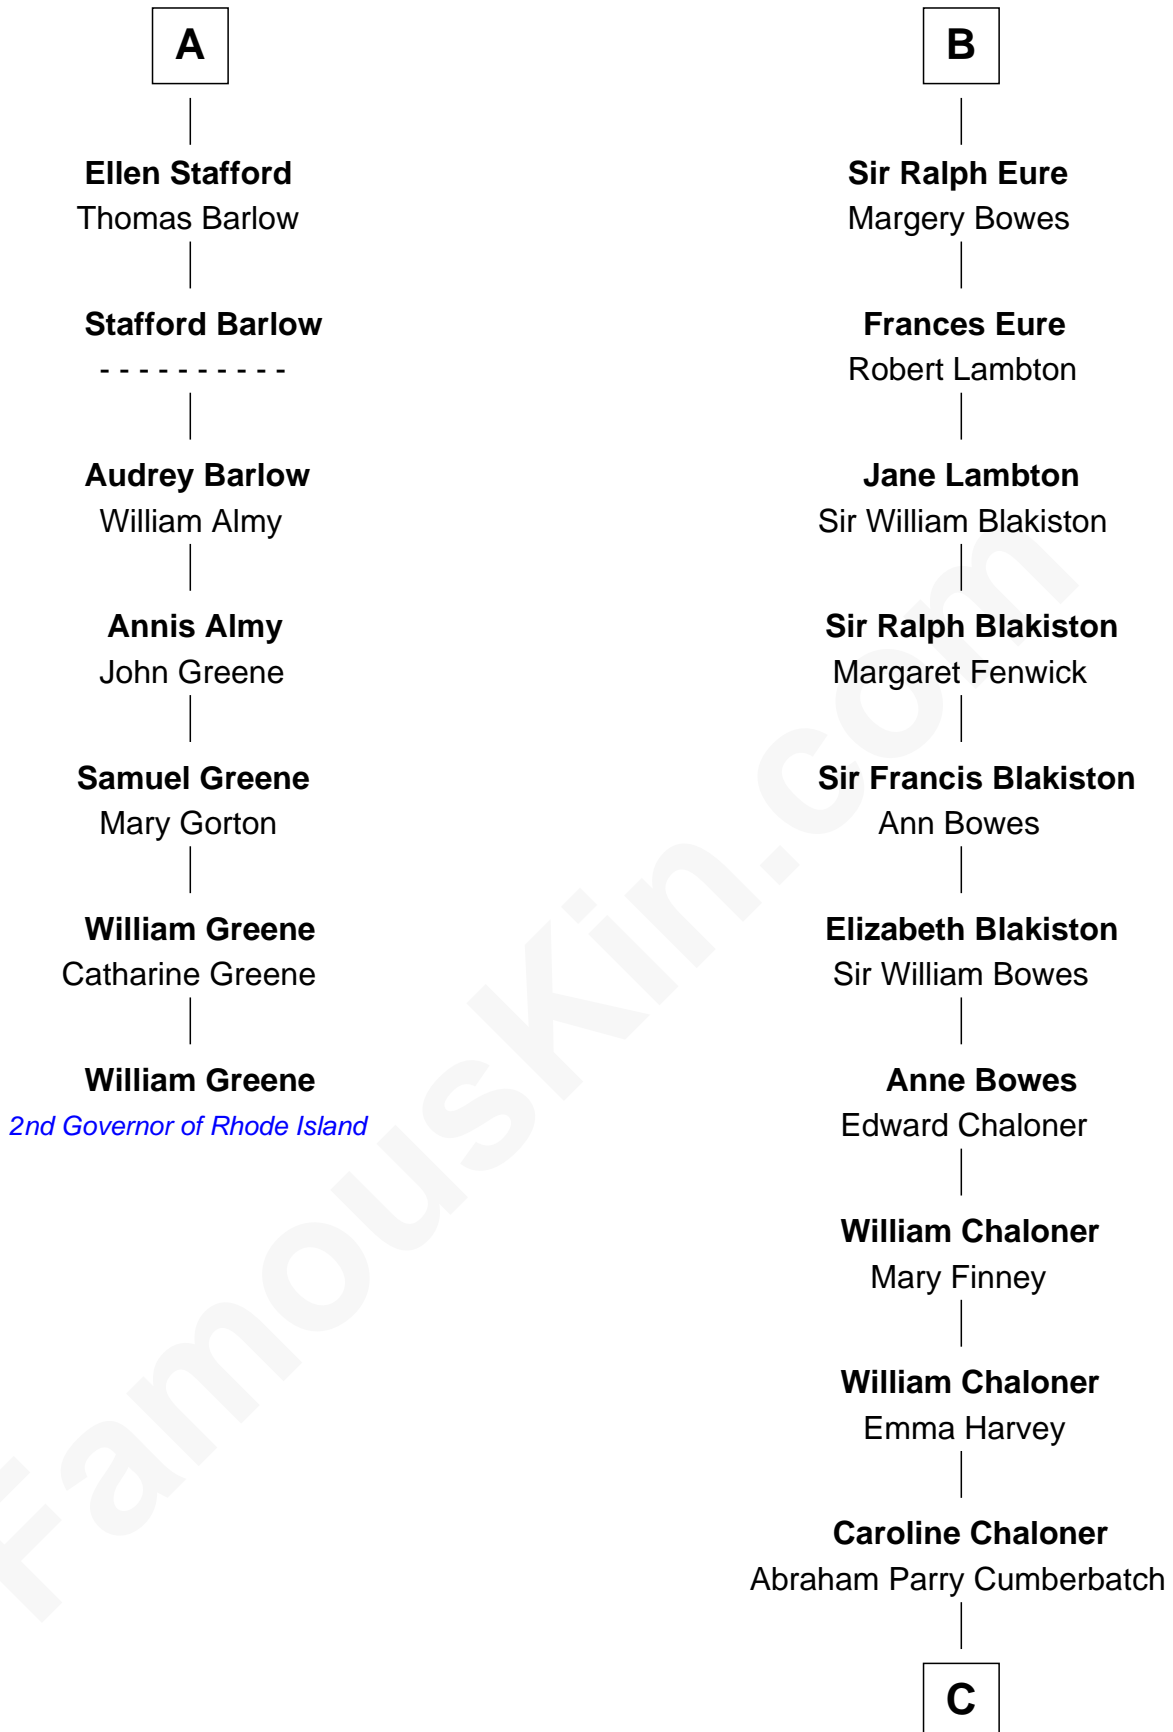 A
Ellen Stafford
Thomas Barlow
Stafford Barlow
- - - - - - - - - -
Audrey Barlow
William Almy
Annis Almy
John Greene
Samuel Greene
Mary Gorton
William Greene
Catharine Greene
William Greene
2nd Governor of Rhode Island
B
Sir Ralph Eure
Margery Bowes
Frances Eure
Robert Lambton
Jane Lambton
Sir William Blakiston
Sir Ralph Blakiston
Margaret Fenwick
Sir Francis Blakiston
Ann Bowes
Elizabeth Blakiston
Sir William Bowes
Anne Bowes
Edward Chaloner
William Chaloner
Mary Finney
William Chaloner
Emma Harvey
Caroline Chaloner
Abraham Parry Cumberbatch
C
FamousKin.com